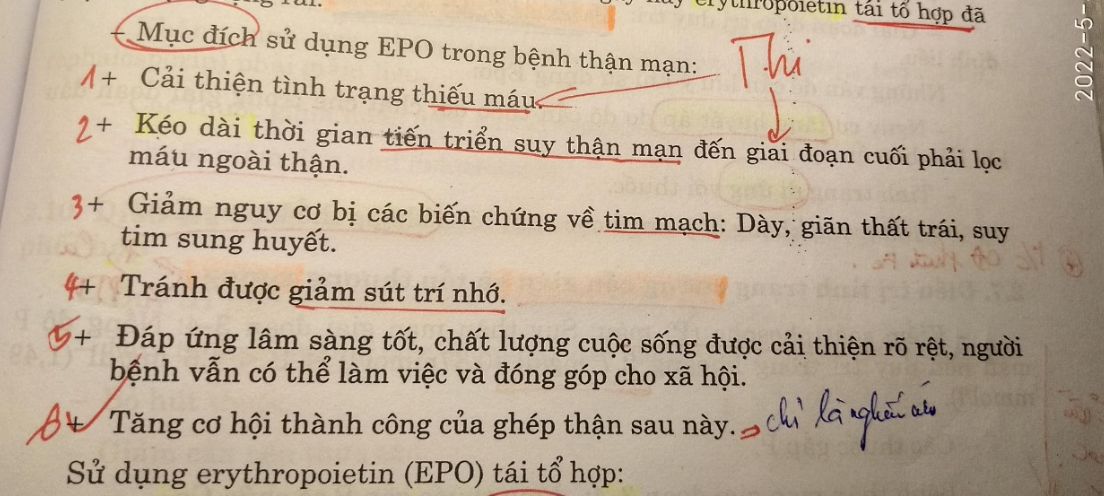 erythropoietin tái tổ hợp đã
- Mục đích sử dụng EPO trong bệnh thận mạn:
Thi
1+ Cải thiện tình trạng thiếu máu.
2+ Kéo dài thời gian tiến triển suy thận mạn đến giai đoạn cuối phải lọc
máu ngoài thận.
3+ Giảm nguy cơ bị các biến chứng về tim mạch: Dày, giãn thất trái, suy
tim sung huyết.
4+ Tránh được giảm sút trí nhớ.
5+ Đáp ứng lâm sàng tốt, chất lượng cuộc sống được cải thiện rõ rệt, người
bệnh vẫn có thể làm việc và đóng góp cho xã hội.
+ Tăng cơ hội thành công của ghép thận sau này. chỉ là
Sử dụng erythropoietin (EPO) tái tổ hợp:
2022-5-